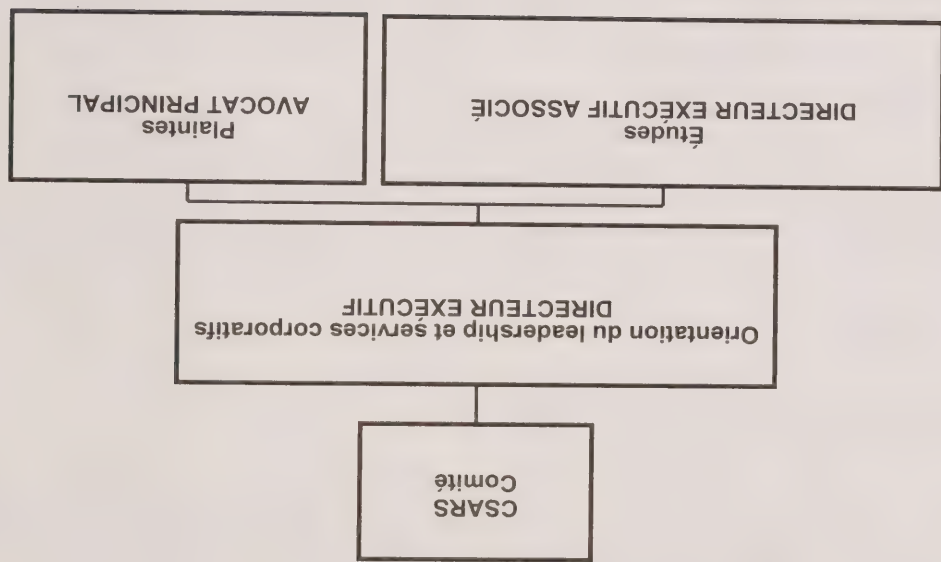 CSARS
Comité
Orientation du leadership et services corporatifs
DIRECTEUR EXÉCUTIF
Plaintes
AVOCAT PRINCIPAL
Études
DIRECTEUR EXÉCUTIF ASSOCIÉ